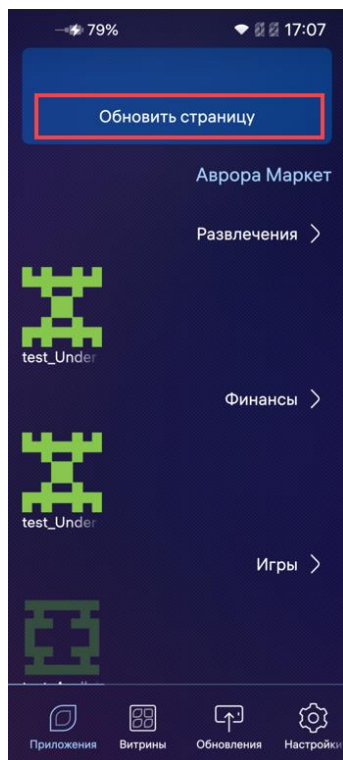 79%
17:07
Обновить страницу
Аврора Маркет
Развлечения
test_Under
Финансы
test_Under
Игры
Приложения
Витрины
Обновления
Настройки